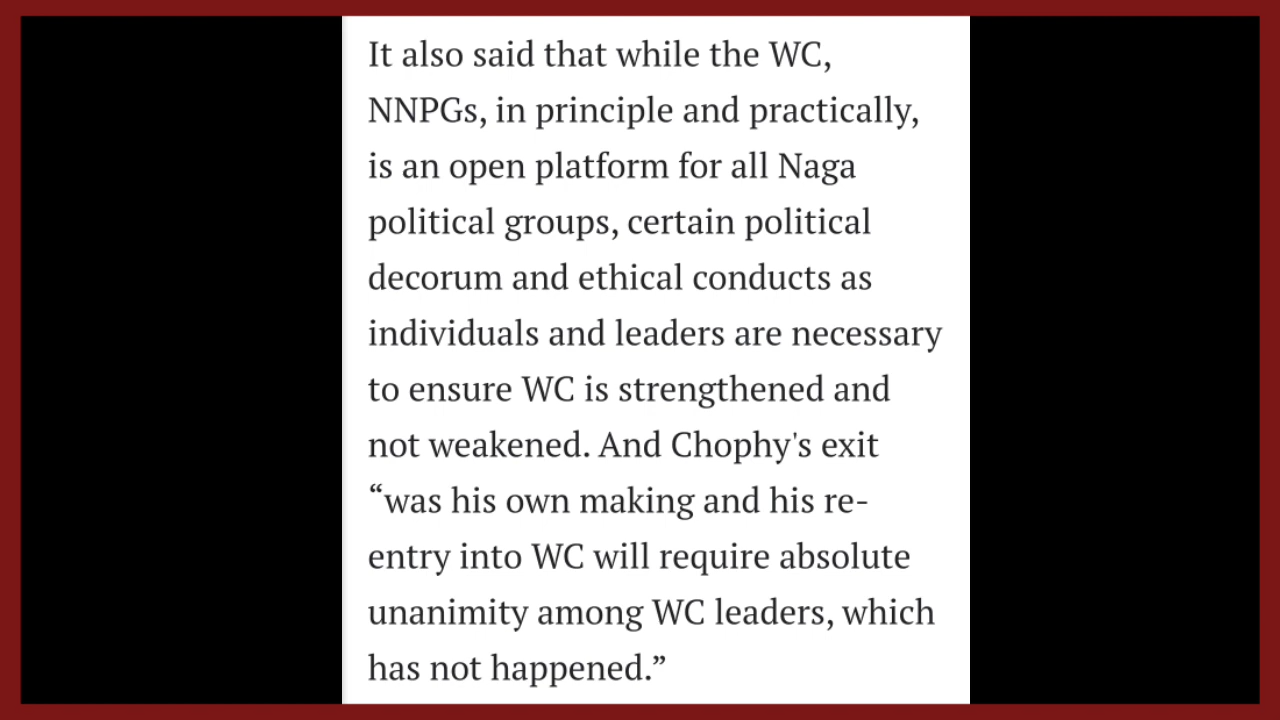 It also said that while the WC,
NNPGs, in principle and practically,
is an open platform for all Naga
political groups, certain political
decorum and ethical conducts as
individuals and leaders are necessary
to ensure WC is strengthened and
not weakened. And Chophy's exit
“was his own making and his re-
entry into WC will require absolute
unanimity among WC leaders, which
has not happened.”